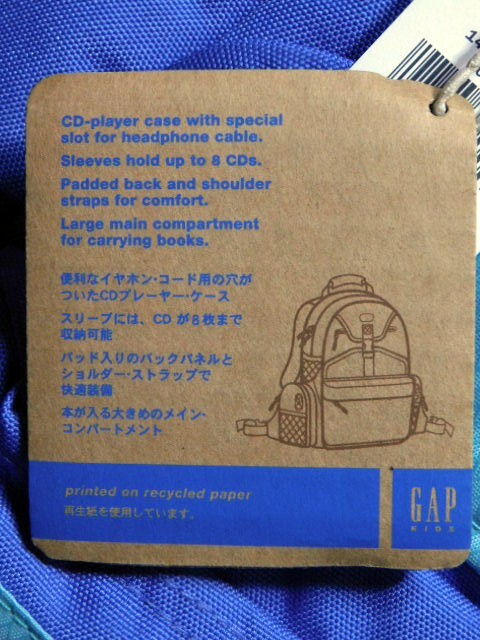 CD-player case with special
slot for headphone cable.
Sleeves hold up to 8 CDs.
Padded back and shoulder
straps for comfort.
Large main compartment
for carrying books.
便利なイヤホン・コード用の穴が
ついたCDプレーヤー・ケース
スリーブには、CD が8枚まで
収納可能
パッド入りのバックパネルと
ショルダー・ストラップで
快適装備
本が入る大きめのメイン・
コンパートメント
printed on recycled paper
再生紙を使用しています。
GAP
KIDS